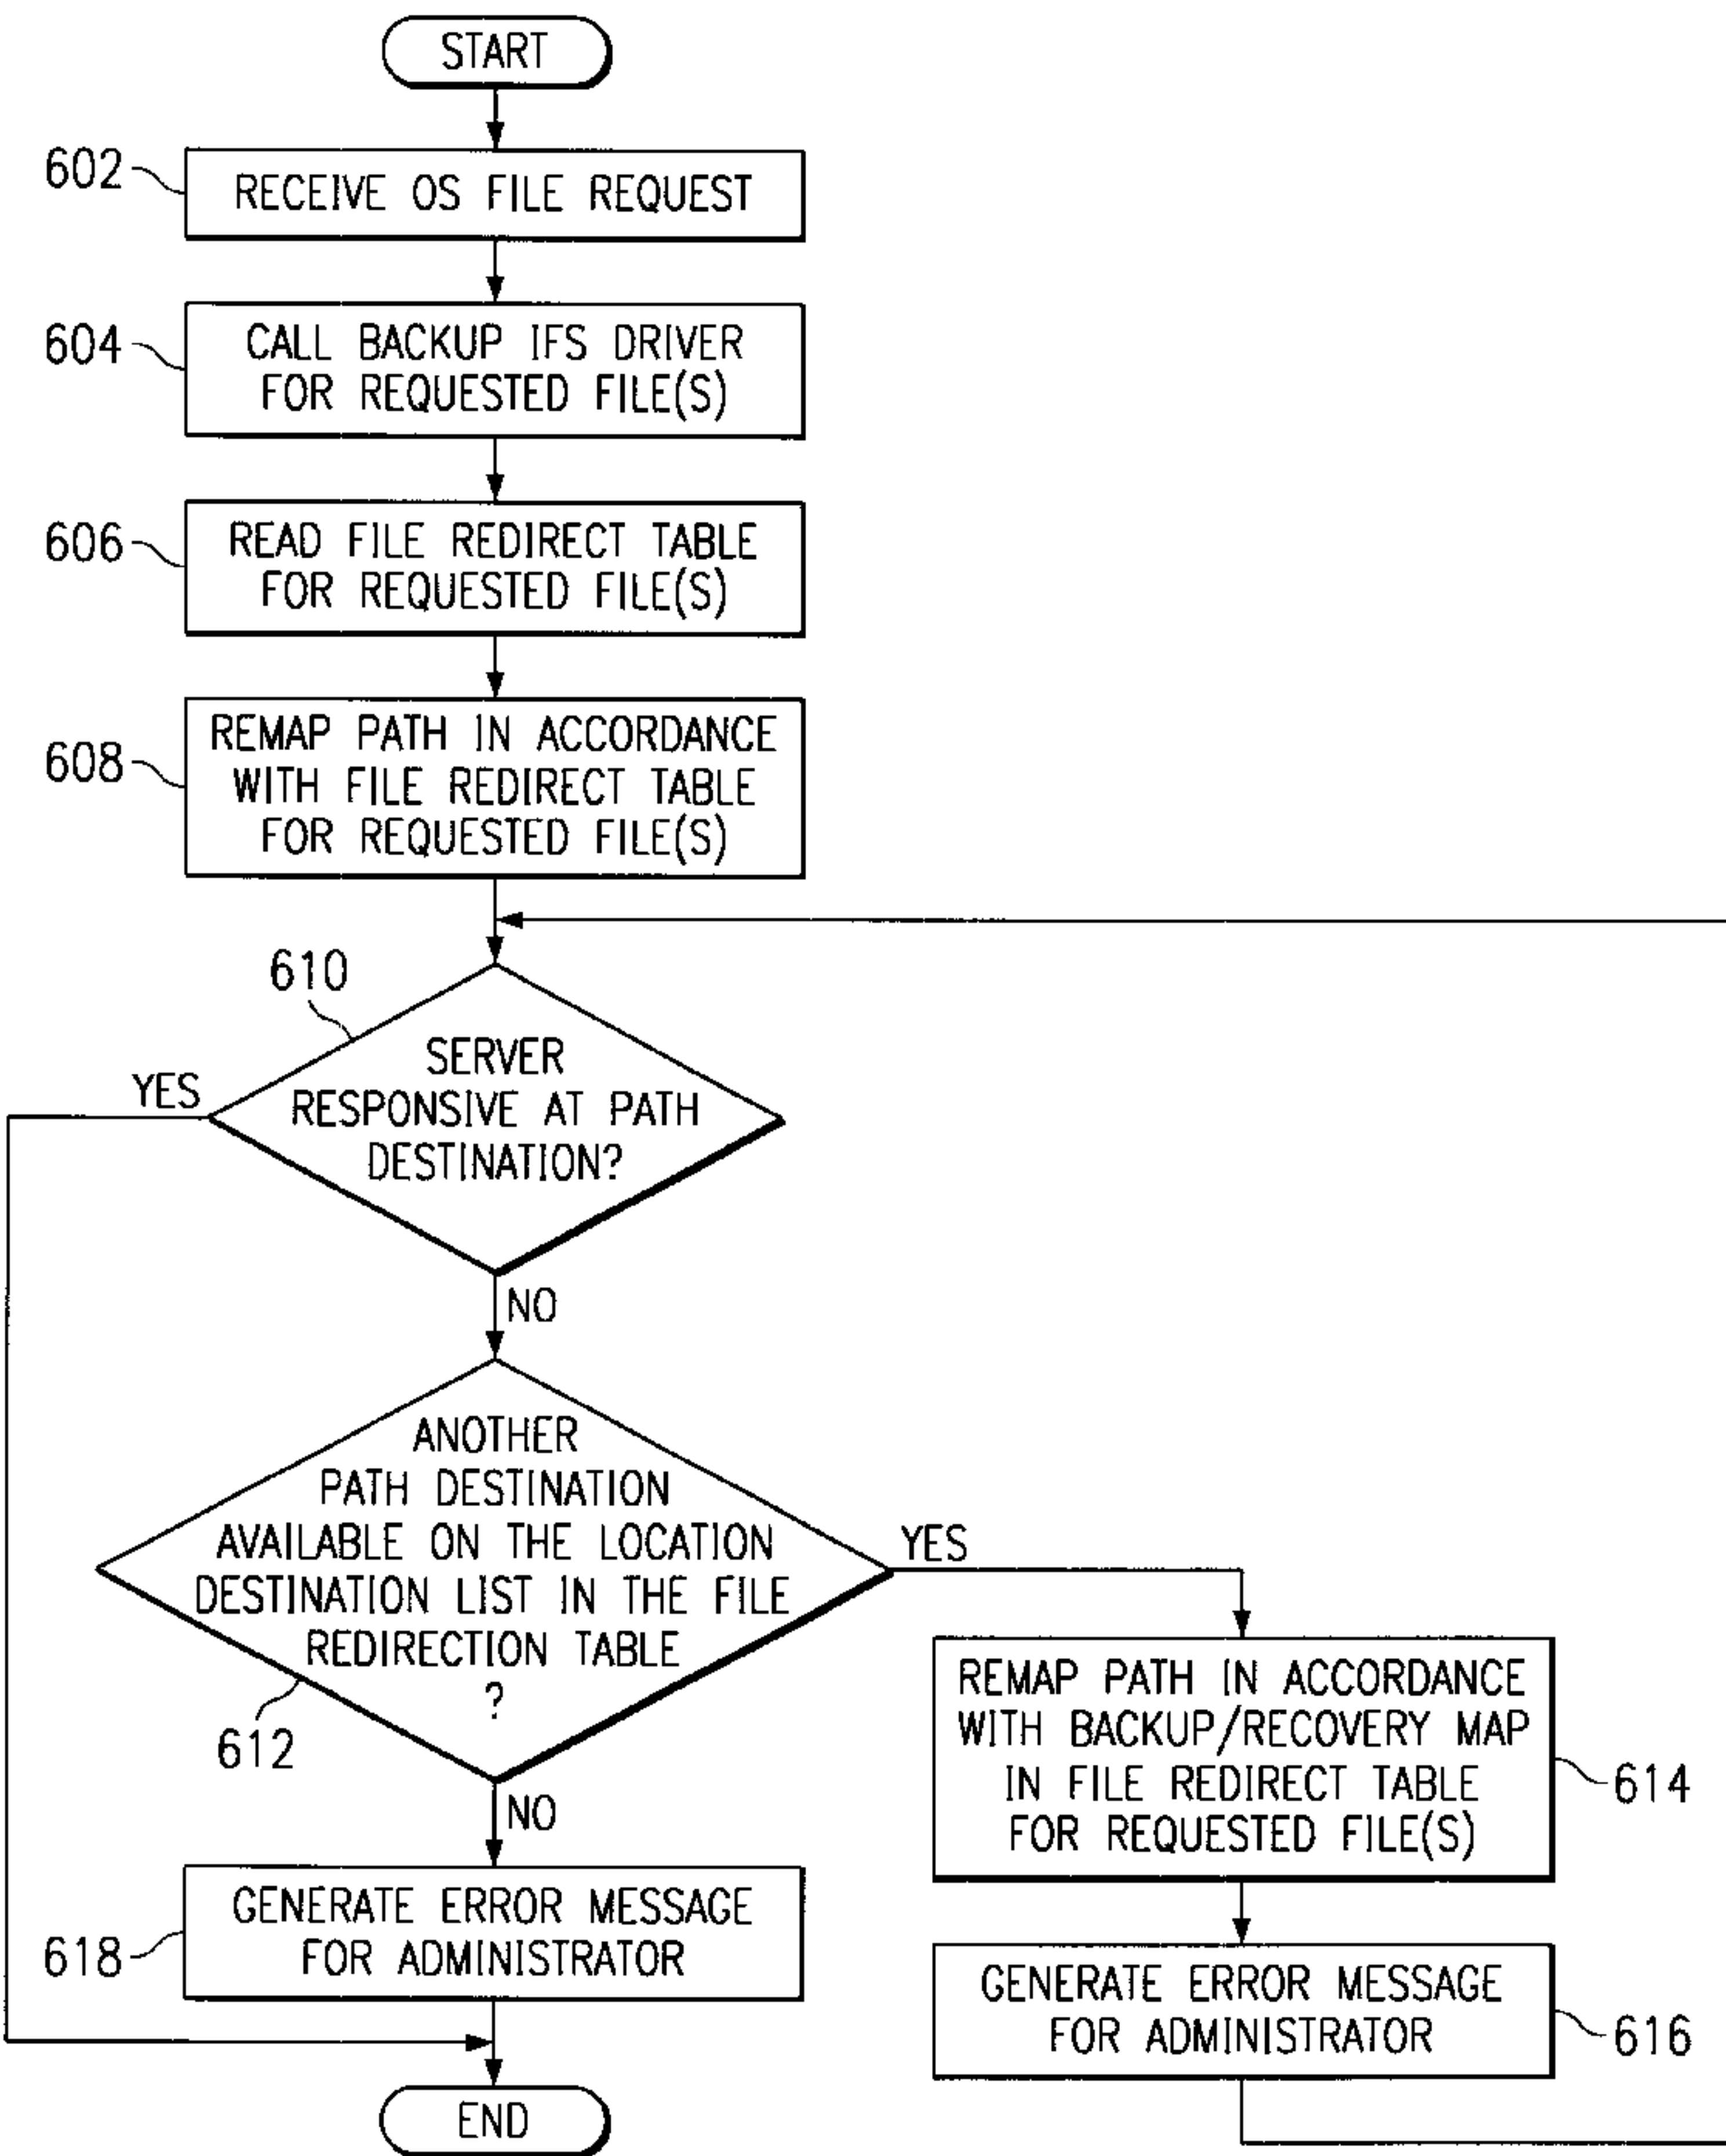 START
602
RECEIVE OS FILE REQUEST
604
CALL BACKUP IFS DRIVER
FOR REQUESTED FILE(S)
606
READ FILE REDIRECT TABLE
FOR REQUESTED FILE(S)
608
REMAP PATH IN ACCORDANCE
WITH FILE REDIRECT TABLE
FOR REQUESTED FILE(S)
610
SERVER
RESPONSIVE AT PATH
DESTINATION?
YES
NO
ANOTHER
PATH DESTINATION
AVAILABLE ON THE LOCATION
DESTINATION LIST IN THE FILE
REDIRECTION TABLE
?
612
YES
NO
REMAP PATH IN ACCORDANCE
WITH BACKUP/RECOVERY MAP
IN FILE REDIRECT TABLE
FOR REQUESTED FILE(S)
614
GENERATE ERROR MESSAGE
FOR ADMINISTRATOR
618
GENERATE ERROR MESSAGE
FOR ADMINISTRATOR
616
END